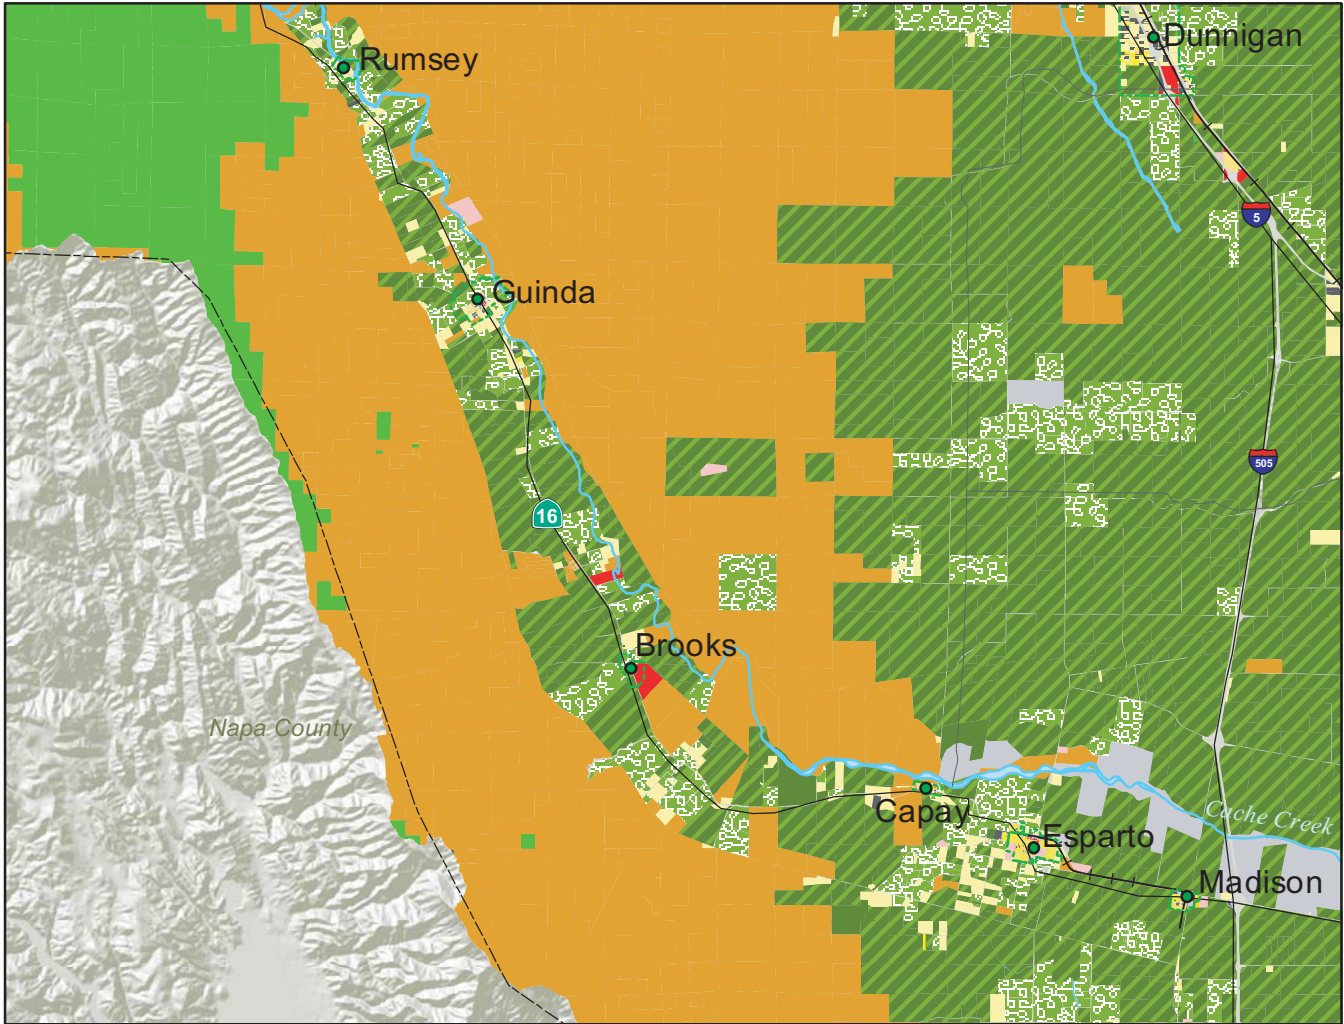 Dunnigan
Rumsey
5
Guinda
505
16
Brooks
Napa County
Capay
Cache Creek
Esparto
Madison